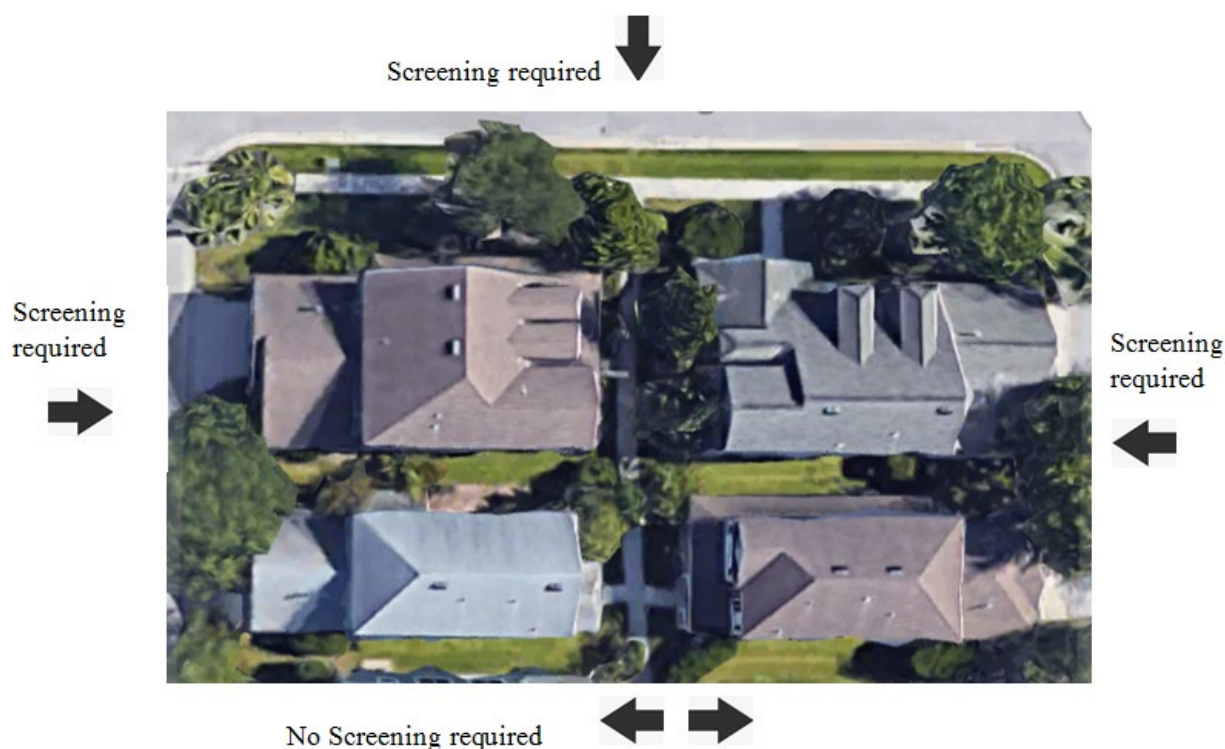 Screening required
Screening
required
Screening
required
No Screening required